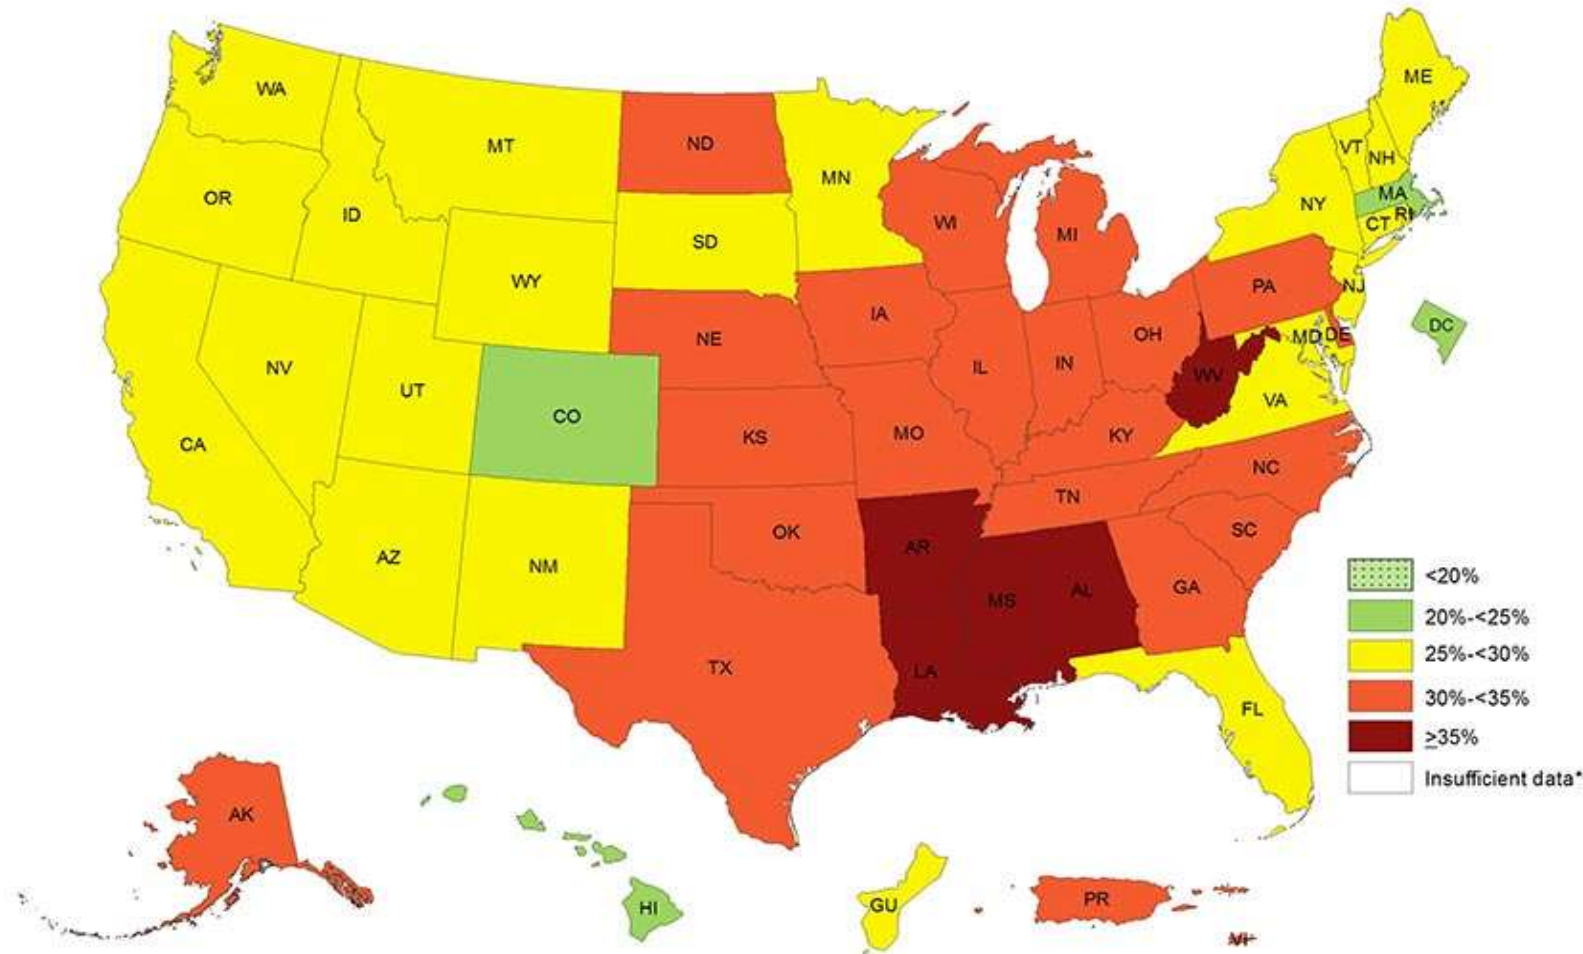 WA
MT
ND
MN
ME
VT
NH
OR
ID
SD
WI
MI
NY
MA
CT
RI
WY
NE
IA
PA
NJ
DC
NV
UT
CO
KS
MO
IL
IN
OH
MD
DE
WV
VA
CA
KY
AZ
NM
OK
AR
TN
NC
SC
TX
LA
MS
AL
GA
FL
AK
HI
GU
PR
VI
<20%
20%-<25%
25%-<30%
30%-<35%
≥35%
Insufficient data*